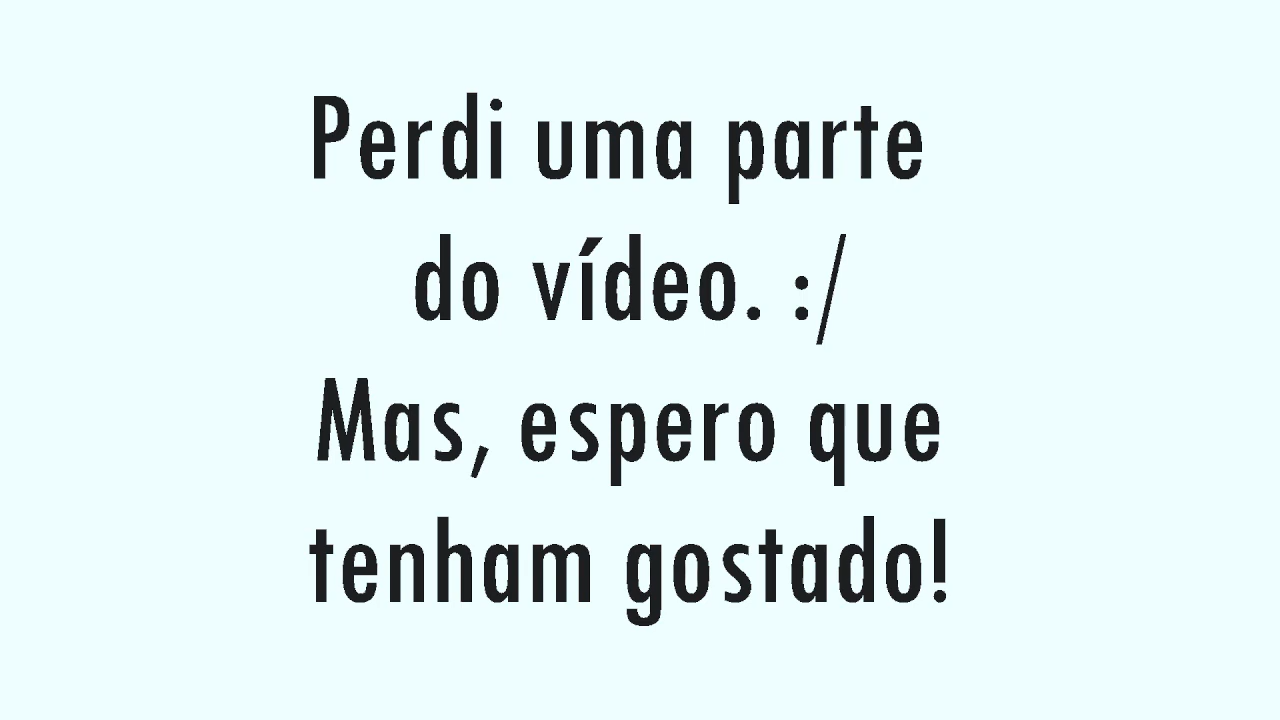 Perdi uma parte
do vídeo. :/
Mas, espero que
tenham gostado!